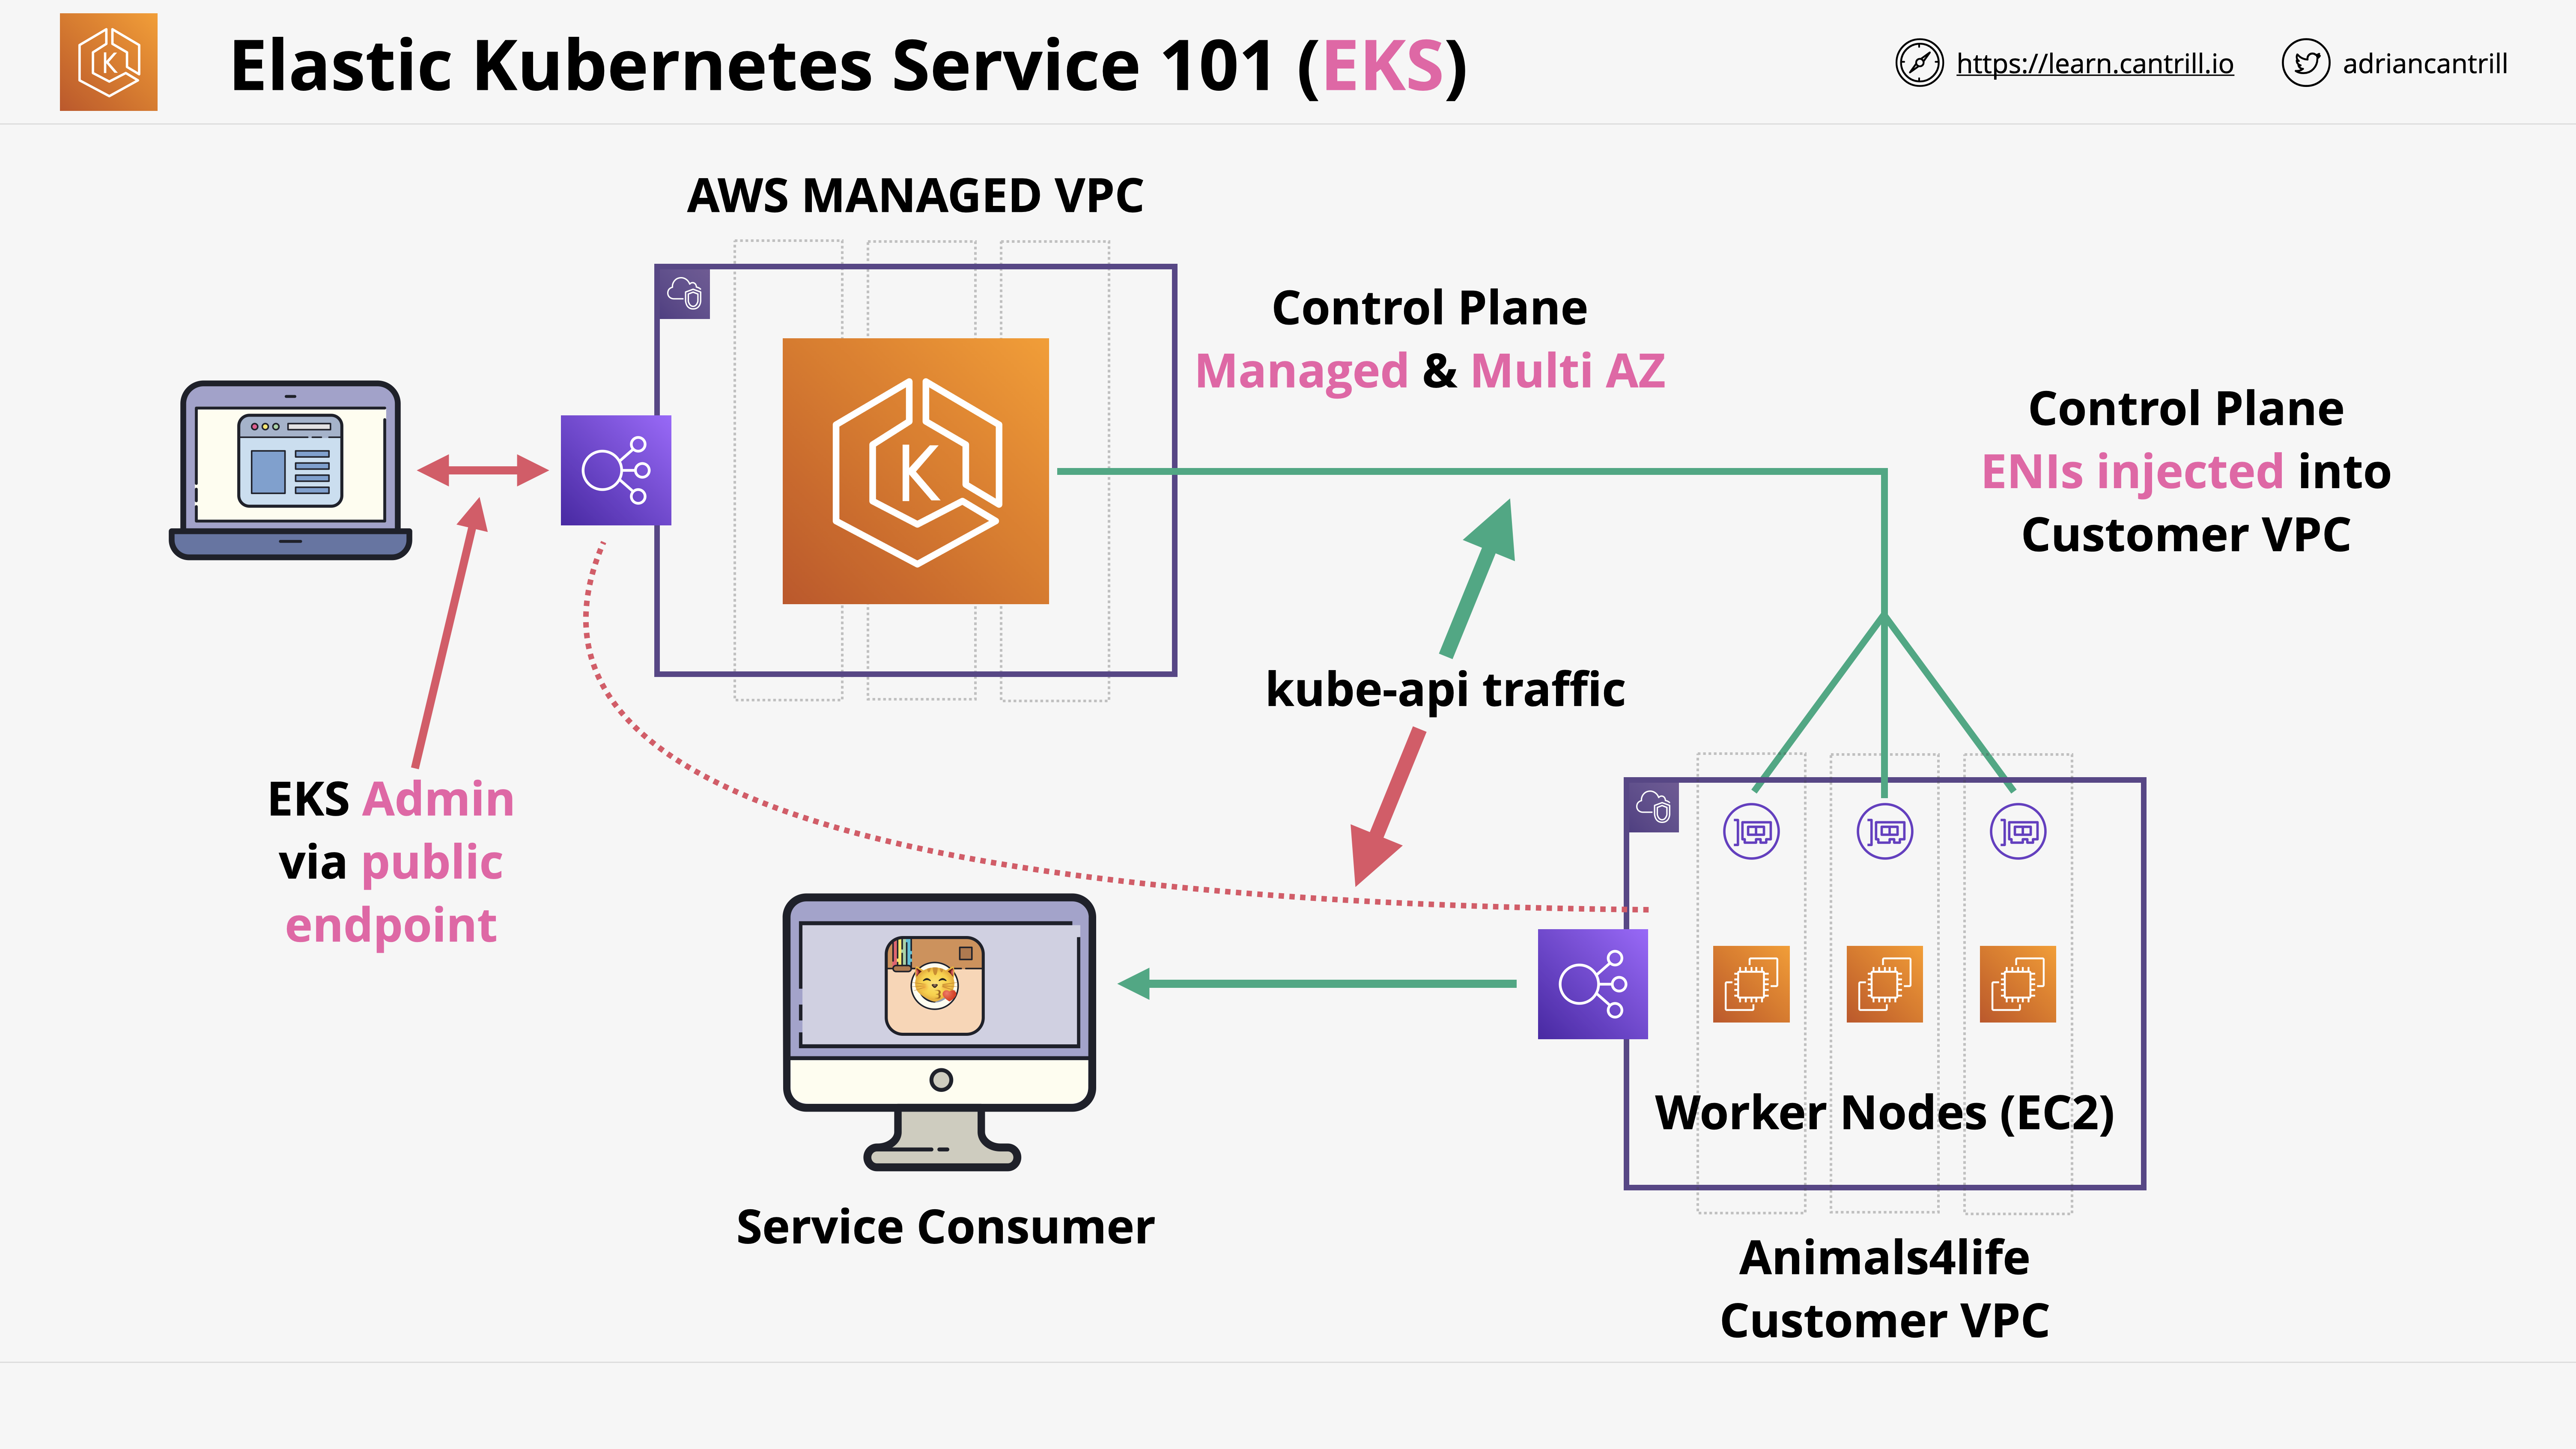 Elastic Kubernetes Service 101 (EKS)
https://learn.cantrill.io
adriancantrill
AWS MANAGED VPC
Control Plane
Managed & Multi AZ
Control Plane
ENIs injected into
Customer VPC
K
kube-api traffic
EKS Admin
via public
endpoint
Worker Nodes (EC2)
Service Consumer
Animals4life
Customer VPC